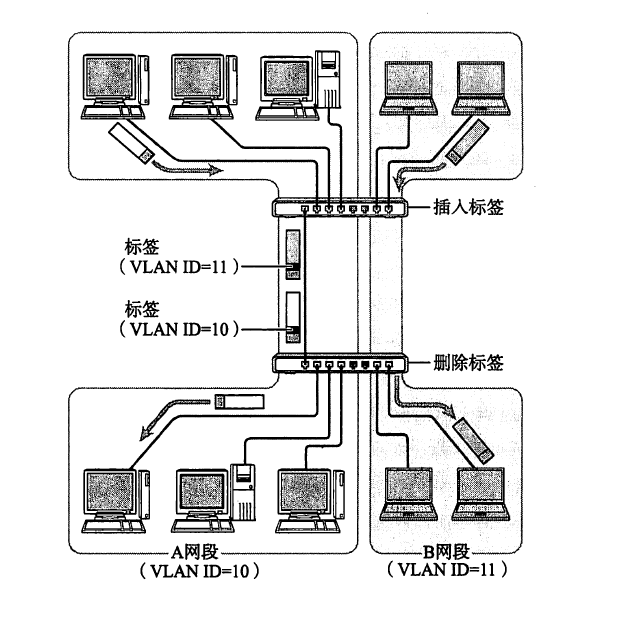 插入标签
标签
（VLAN ID=11）
标签
（VLAN ID=10）
删除标签
A网段
（VLAN ID=10）
B网段
（VLAN ID=11）